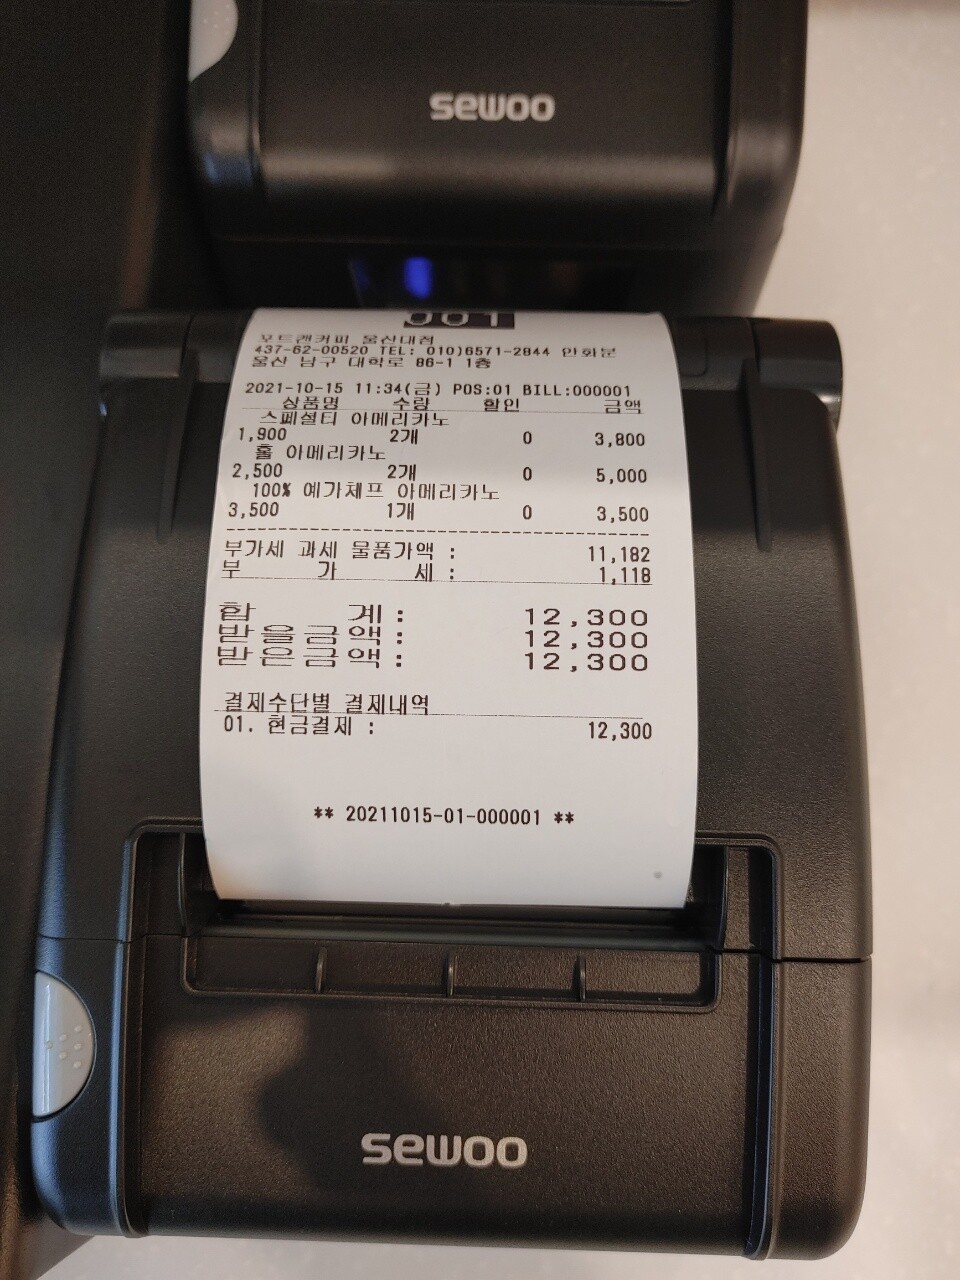 sewoo
001
포드캔커피 울산대점
437-62-00520 TEL: 010)6571-2844 안화분
울산 남구 대학로 86-1 1층
2021-10-15 11:34(금) POS:01 BILL:000001
상품명 수량 할인 금액
스페셜티 아메리카노
1,900 2개 0 3,800
홀 아메리카노
2,500 2개 0 5,000
100% 예가체프 아메리카노
3,500 1개 0 3,500
부가세 과세 물품가액 : 11,182
부 가 세 : 1,118
합 계 : 12,300
받을금액 : 12,300
받은금액 : 12,300
결제수단별 결제내역
01. 현금결제 : 12,300
** 20211015-01-000001 **
sewoo